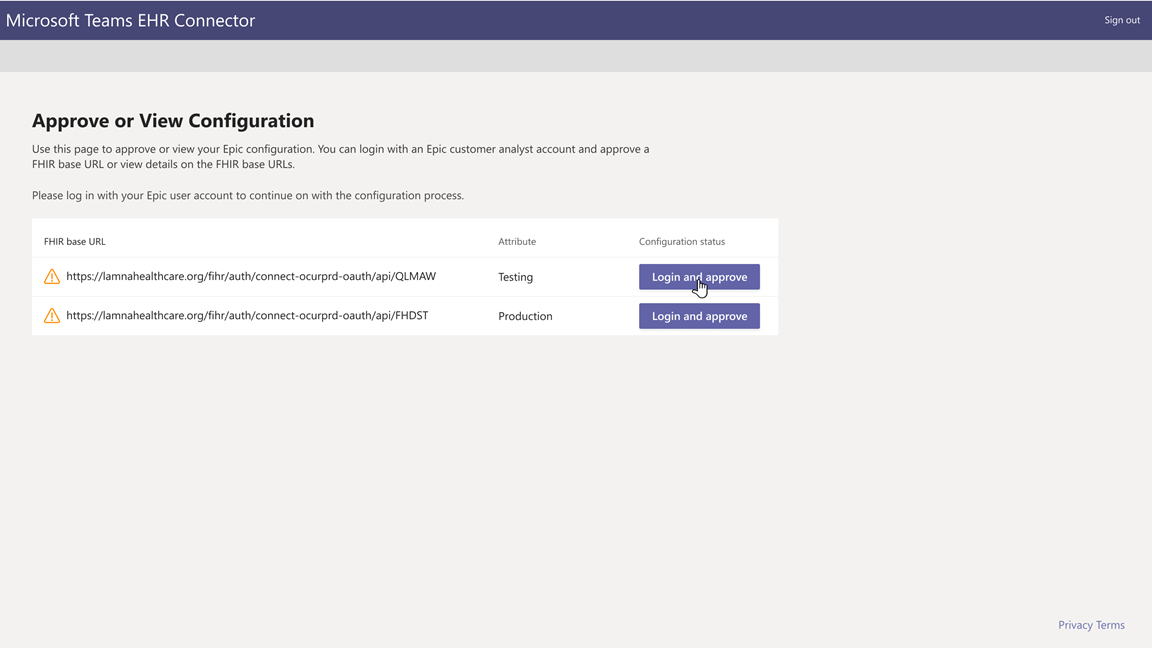 Microsoft Teams EHR Connector
Sign out
Approve or View Configuration
Use this page to approve or view your Epic configuration. You can login with an Epic customer analyst account and approve a
FHIR base URL or view details on the FHIR base URLs.
Please log in with your Epic user account to continue on with the configuration process.
FHIR base URL Attribute Configuration status
https://lamnahealthcare.org/fihr/auth/connect-ocurprd-oauth/api/QLMAW Testing Login and approve
https://lamnahealthcare.org/fihr/auth/connect-ocurprd-oauth/api/FHDST Production Login and approve
Privacy Terms